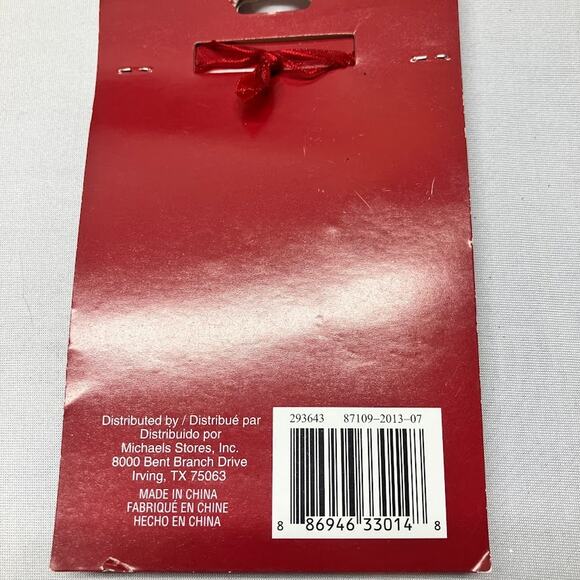 Distributed by / Distribué par
Distribuido por
Michaels Stores, Inc.
8000 Bent Branch Drive
Irving, TX 75063
MADE IN CHINA
FABRIQUÉ EN CHINE
HECHO EN CHINA
293643 87109-2013-07
8 86946 33014 8